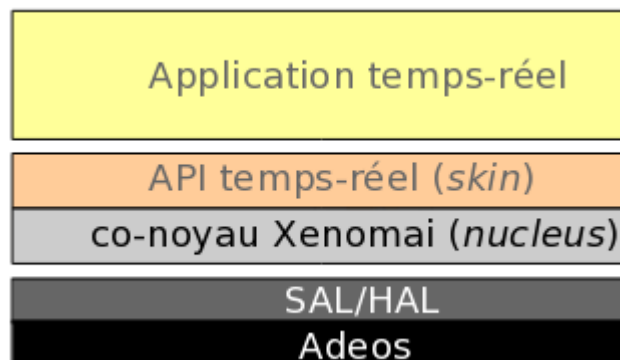 Application temps-réel
API temps-réel (skin)
co-noyau Xenomai (nucleus)
SAL/HAL
Adeos